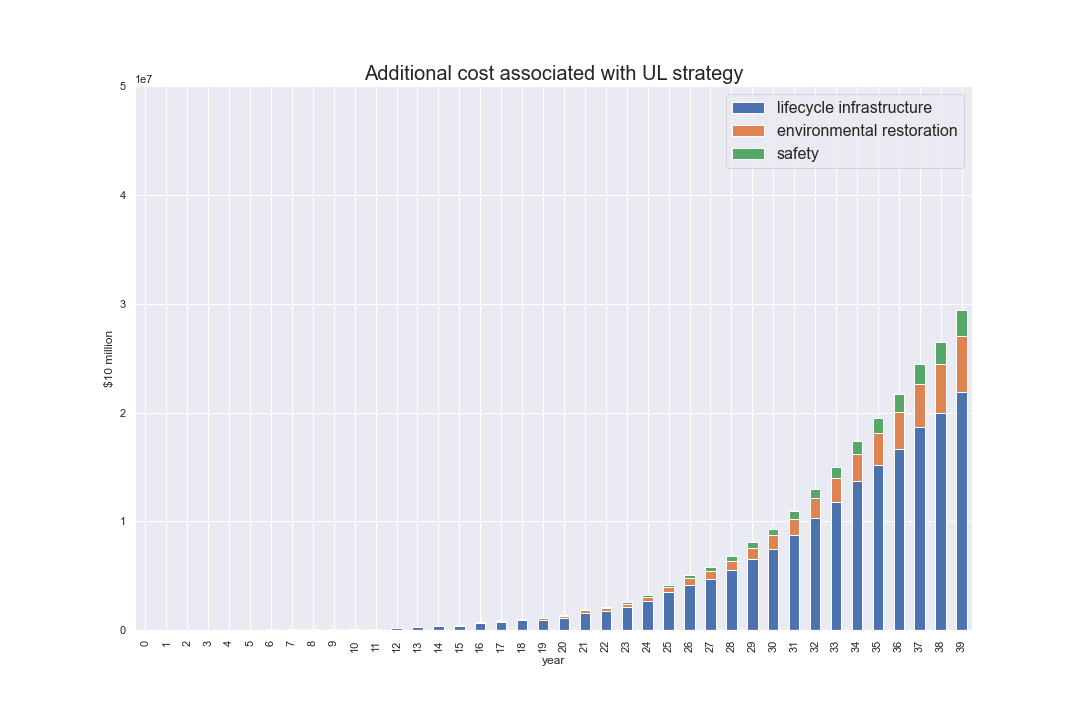 Additional cost associated with UL strategy
1e7
5
4
3
2
1
0
$10 million
lifecycle infrastructure
environmental restoration
safety
0 1 2 3 4 5 6 7 8 9 10 11 12 13 14 15 16 17 18 19 20 21 22 23 24 25 26 27 28 29 30 31 32 33 34 35 36 37 38 39
year